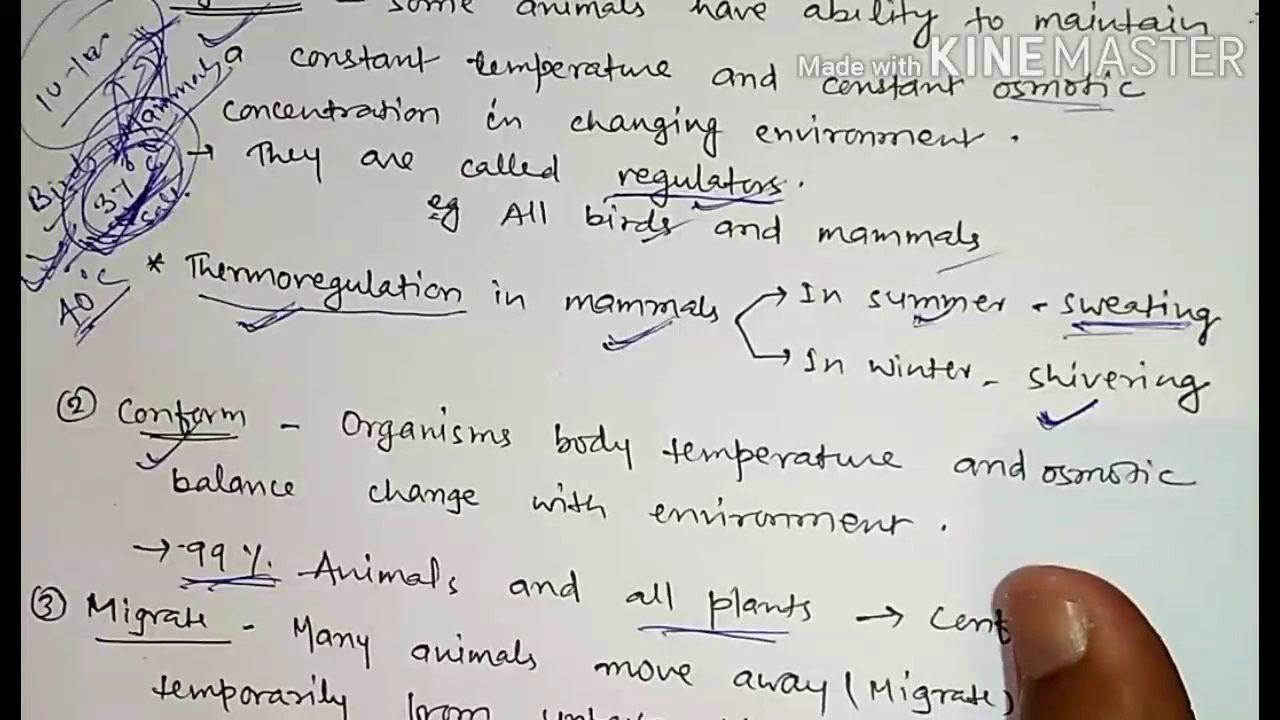 - some animals have ability to maintain
Made with KINEMASTER
a constant temperature and constant osmotic
concentration in changing environment.
→ They are called regulators.
eg All birds and mammals
* Thermoregulation in mammals → In summer - sweating
→ In winter - shivering
② Conform - Organisms body temperature and osmotic
balance change with environment.
→ 99% Animals and all plants →
③ Migrate - Many animals move away (Migrate)
temporarily from
Birds
37
40°C